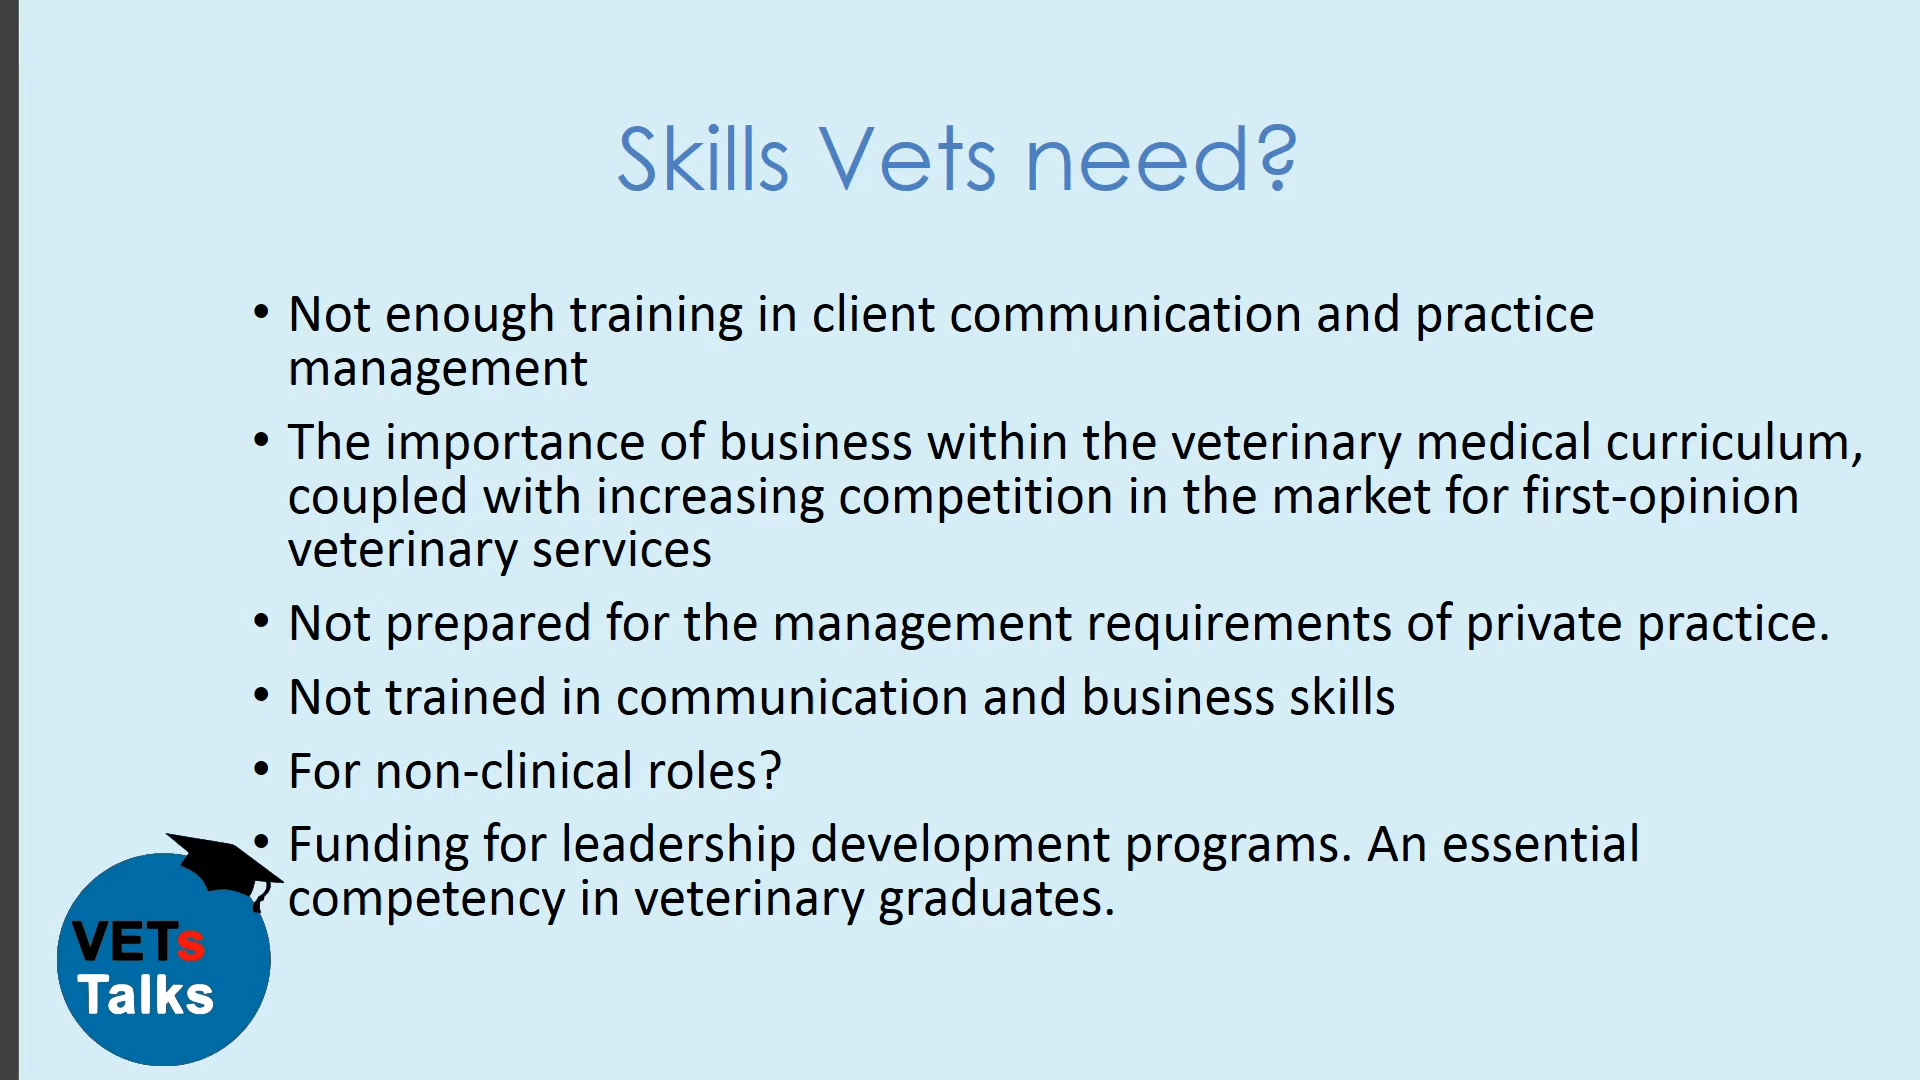 Skills Vets need?
• Not enough training in client communication and practice
management
• The importance of business within the veterinary medical curriculum,
coupled with increasing competition in the market for first-opinion
veterinary services
• Not prepared for the management requirements of private practice.
• Not trained in communication and business skills
• For non-clinical roles?
• Funding for leadership development programs. An essential
competency in veterinary graduates.
VETs
Talks